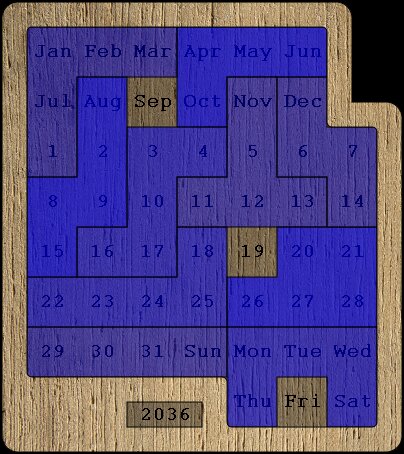 Jan Feb Mar Apr May Jun
Jul Aug Sep Oct Nov Dec
1 2 3 4 5 6 7
8 9 10 11 12 13 14
15 16 17 18 19 20 21
22 23 24 25 26 27 28
29 30 31 Sun Mon Tue Wed
Thu Fri Sat
2036